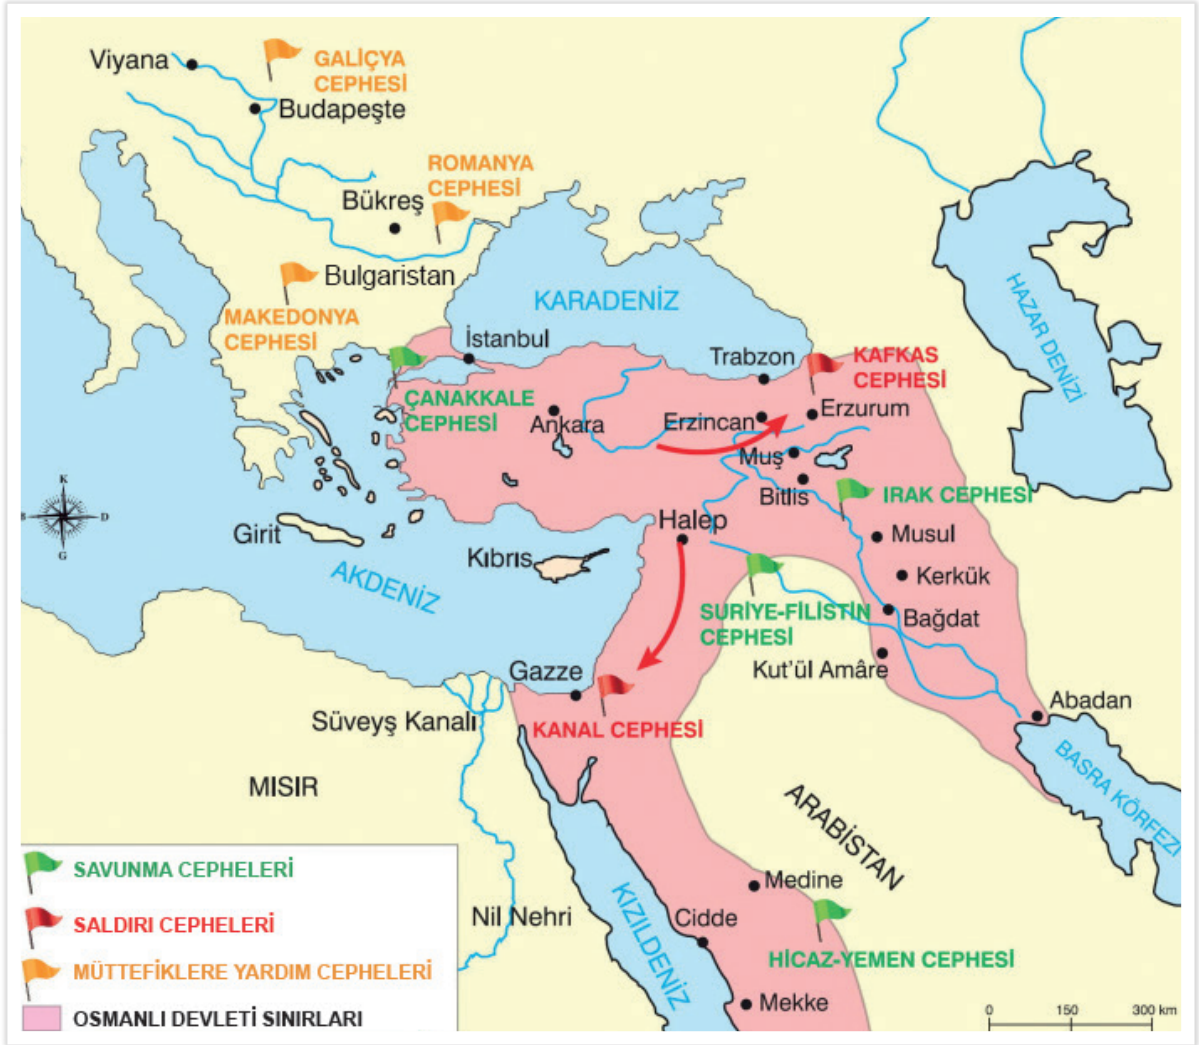 Viyana
GALİÇYA
CEPHESİ
Budapeşte
ROMANYA
CEPHESİ
Bükreş
Bulgaristan
MAKEDONYA
CEPHESİ
KARADENİZ
HAZAR DENİZİ
İstanbul
Trabzon
KAFKAS
CEPHESİ
ÇANAKKALE
CEPHESİ
Ankara
Erzincan
Erzurum
Muş
Bitlis
IRAK CEPHESİ
K
B
D
G
Girit
Halep
Musul
Kıbrıs
AKDENİZ
Kerkük
SURİYE-FİLİSTİN
CEPHESİ
Bağdat
Kut'ül Amâre
Gazze
Süveyş Kanalı
KANAL CEPHESİ
Abadan
BASRA KÖRFEZİ
MISIR
ARABİSTAN
Medine
Nil Nehri
KIZILDENİZ
Cidde
HİCAZ-YEMEN CEPHESİ
Mekke
SAVUNMA CEPHELERİ
SALDIRI CEPHELERİ
MÜTTEFİKLERE YARDIM CEPHELERİ
OSMANLI DEVLETİ SINIRLARI
0 150 300 km